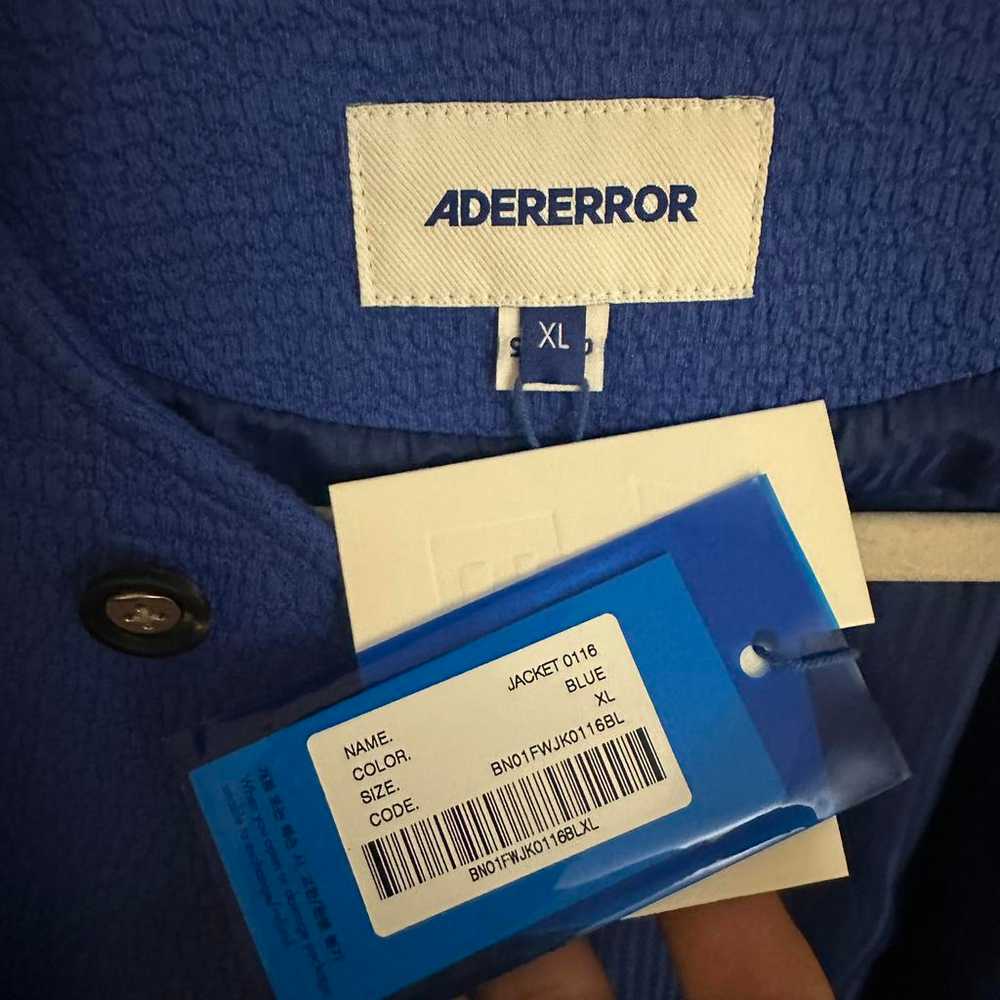 ADERERROR
XL
NAME. JACKET 0116
COLOR. BLUE
SIZE. XL
CODE. BN01FWJK0116BL
BN01FWJK0116BLXL